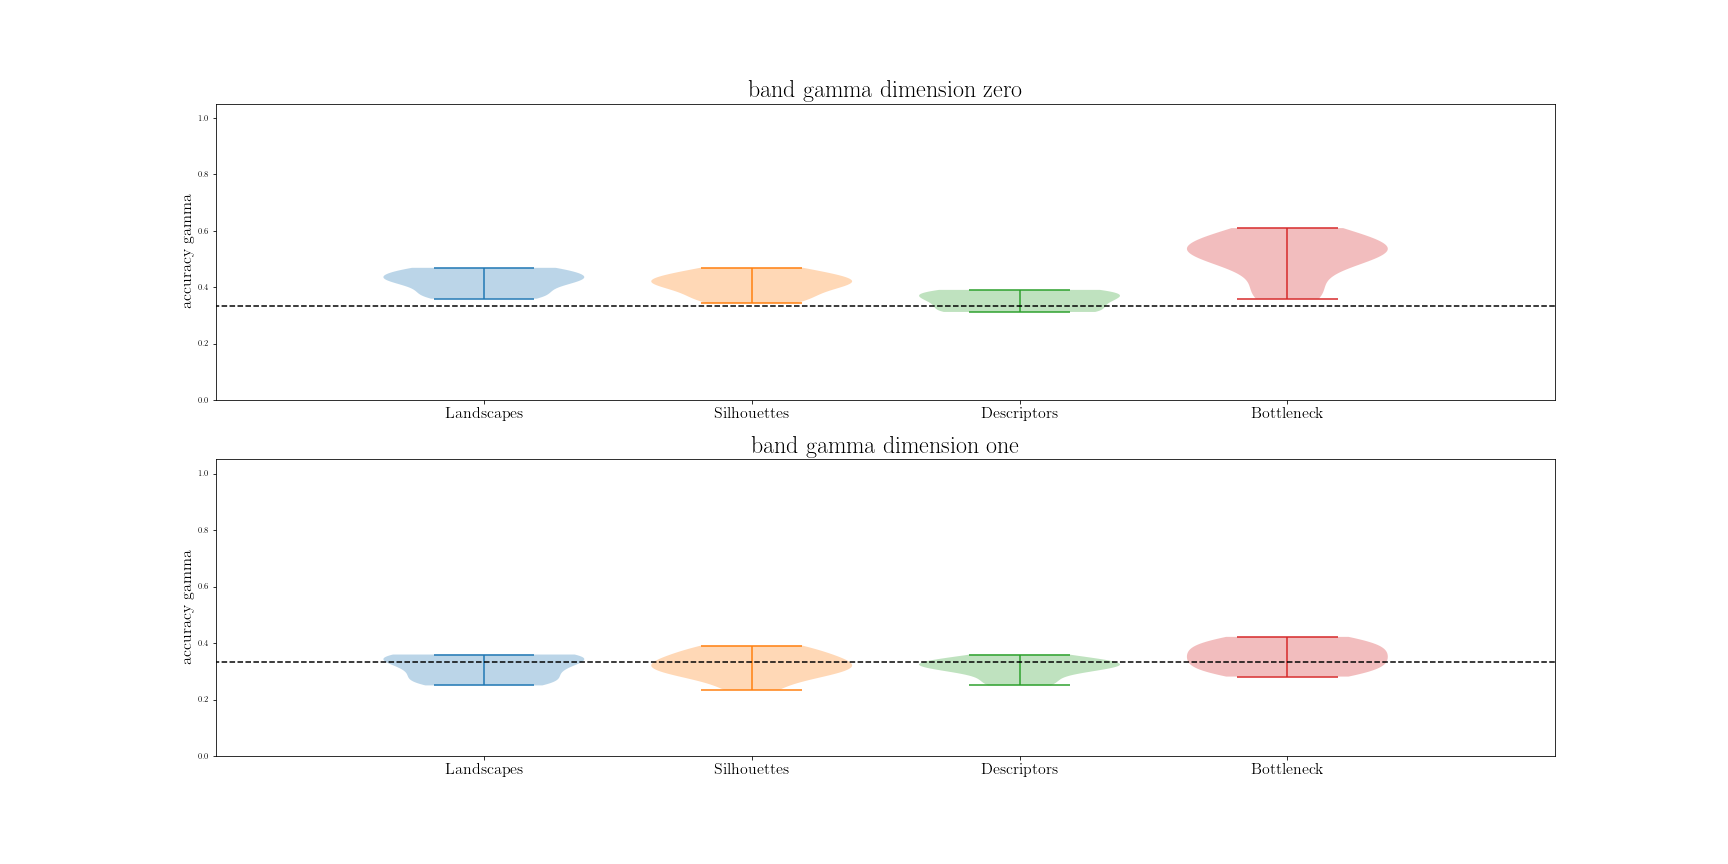 band gamma dimension zero
accuracy gamma
1.0
0.8
0.6
0.4
0.2
0.0
Landscapes Silhouettes Descriptors Bottleneck
band gamma dimension one
accuracy gamma
1.0
0.8
0.6
0.4
0.2
0.0
Landscapes Silhouettes Descriptors Bottleneck